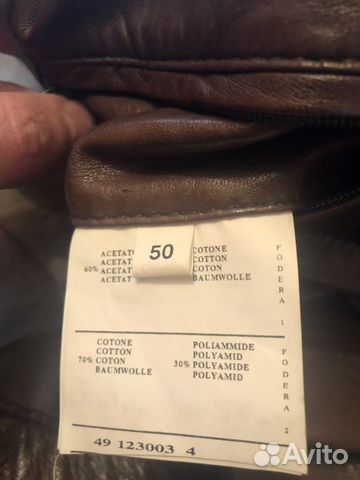 50
ACETATO COTONE
ACETAT COTTON
60% ACETAT COTON
ACETAT BAUMWOLLE
FODERA 1
COTONE POLIAMMIDE
COTTON POLYAMID
70% COTON 30% POLYAMIDE
BAUMWOLLE POLYAMID
FODERA 2
49 123003 4
Avito